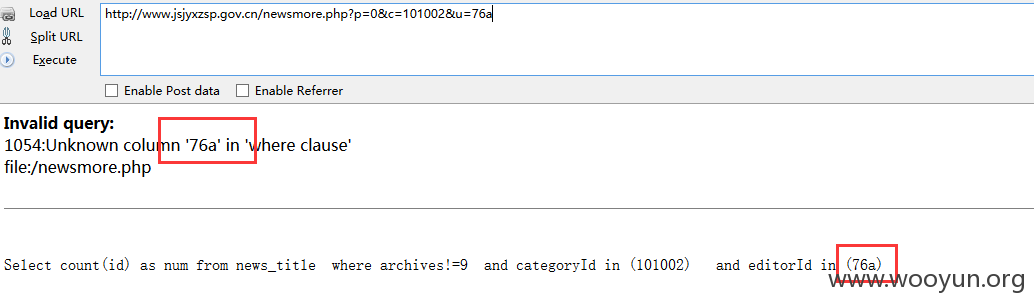 Load URL
http://www.jsjyxzsp.gov.cn/newsmore.php?p=0&c=101002&u=76a
Split URL
Execute
Enable Post data Enable Referrer
Invalid query:
1054:Unknown column '76a' in 'where clause'
file:/newsmore.php
Select count(id) as num from news_title where archives!=9 and categoryId in (101002) and editorId in (76a)
www.wooyun.org